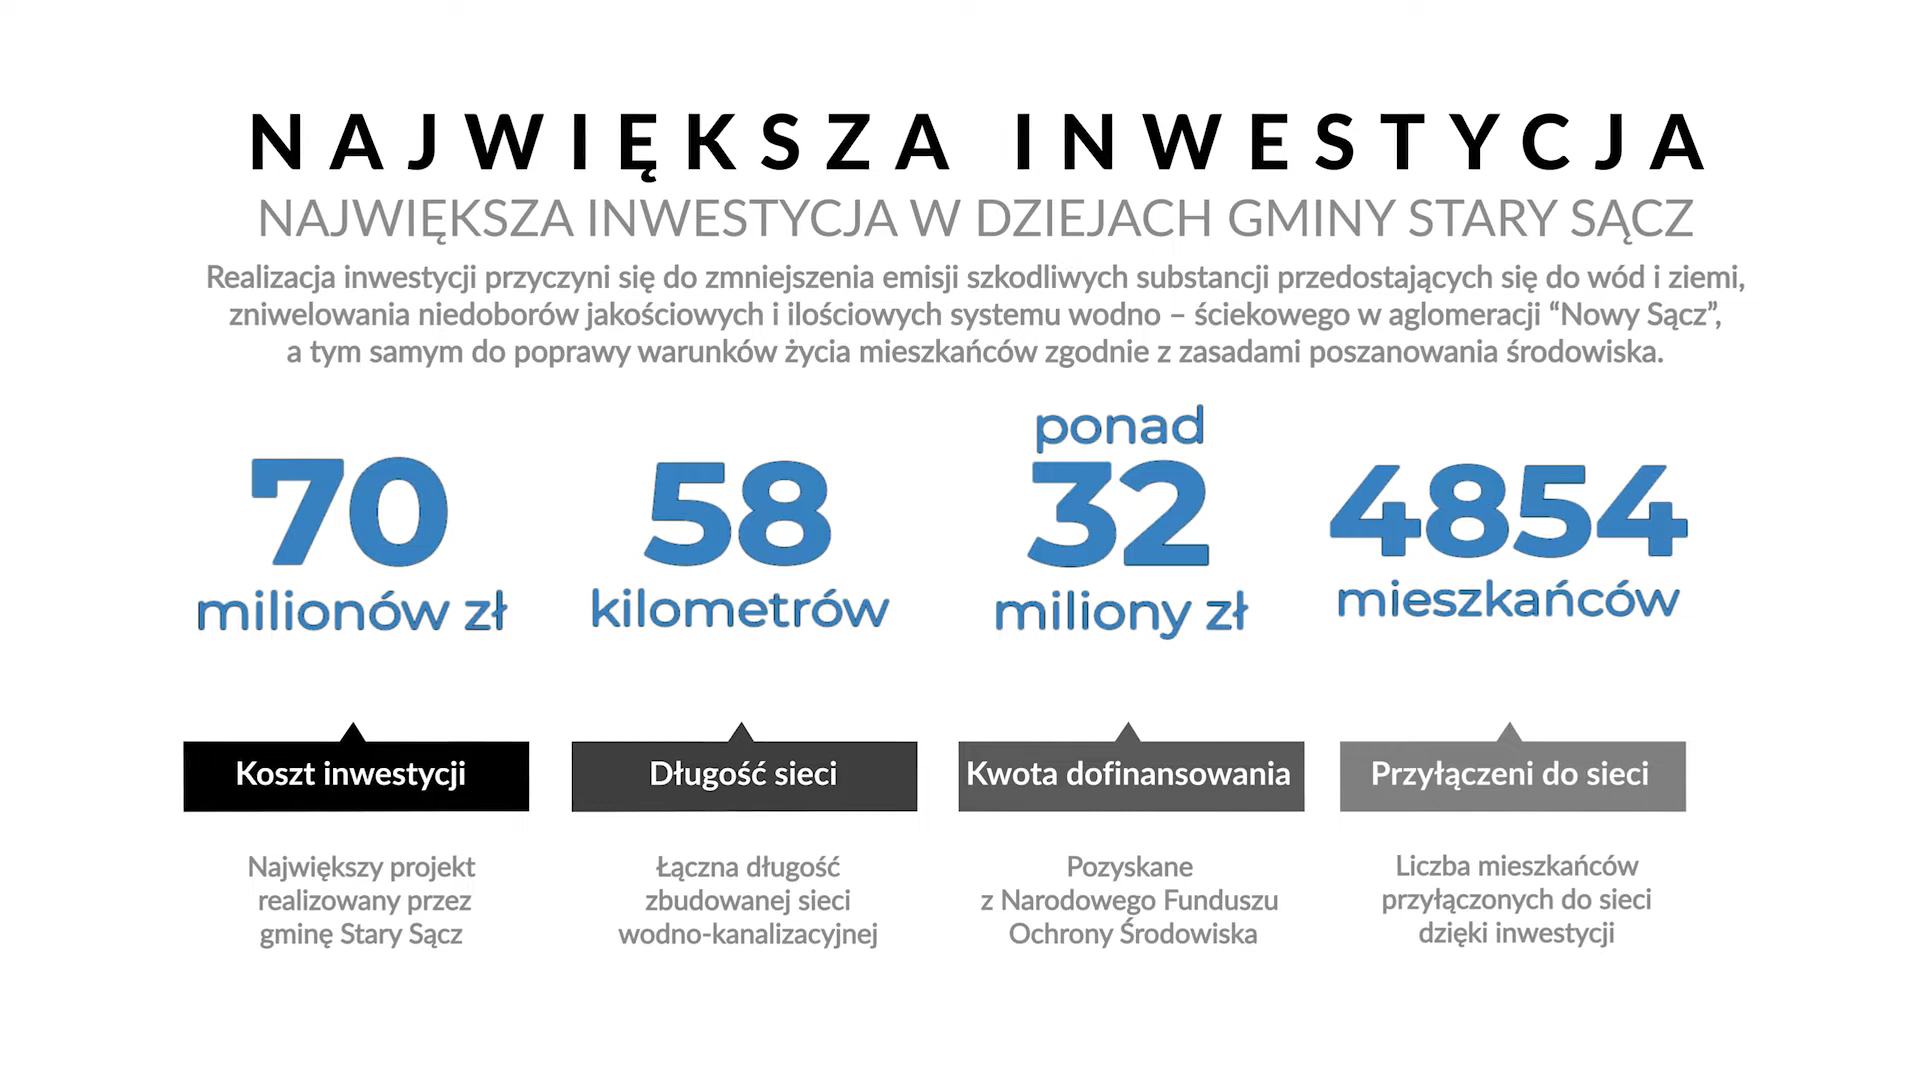 NAJWIĘKSZA INWESTYCJA
NAJWIĘKSZA INWESTYCJA W DZIEJACH GMINY STARY SĄCZ
Realizacja inwestycji przyczyni się do zmniejszenia emisji szkodliwych substancji przedostających się do wód i ziemi,
zniwelowania niedoborów jakościowych i ilościowych systemu wodno – ściekowego w aglomeracji “Nowy Sącz”,
a tym samym do poprawy warunków życia mieszkańców zgodnie z zasadami poszanowania środowiska.
70
milionów zł
Koszt inwestycji
Największy projekt
realizowany przez
gminę Stary Sącz
58
kilometrów
Długość sieci
Łączna długość
zbudowanej sieci
wodno-kanalizacyjnej
ponad
32
miliony zł
Kwota dofinansowania
Pozyskane
z Narodowego Funduszu
Ochrony Środowiska
4854
mieszkańców
Przyłączeni do sieci
Liczba mieszkańców
przyłączonych do sieci
dzięki inwestycji